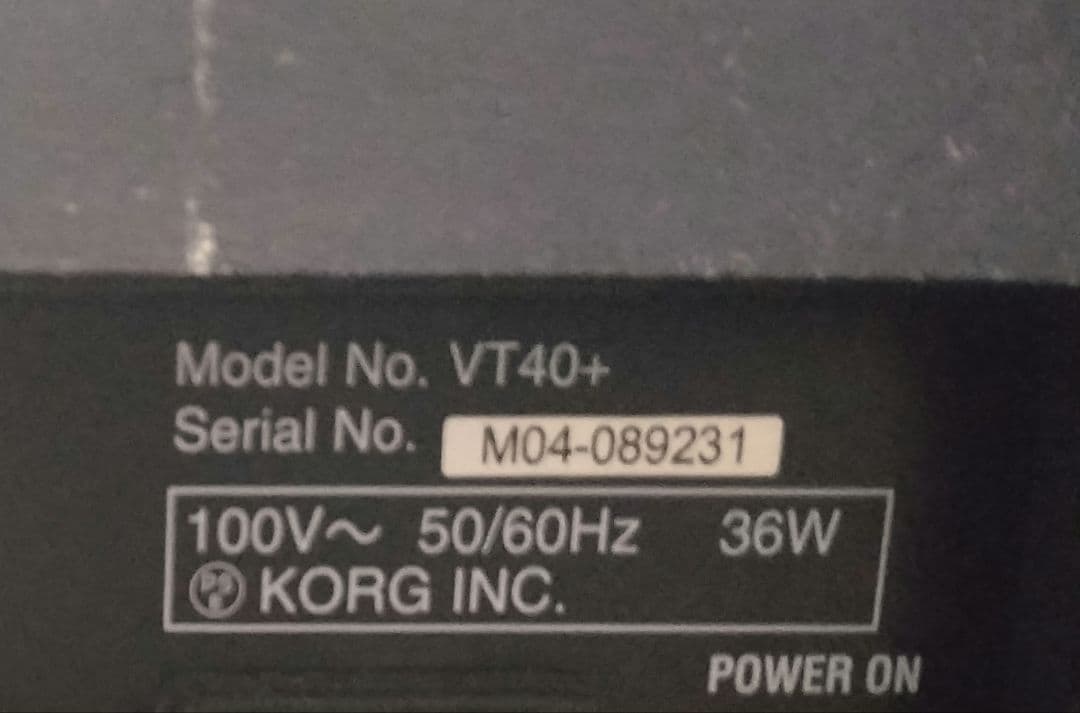 Model No. VT40+
Serial No. M04-089231
100V~ 50/60Hz 36W
KORG INC.
POWER ON